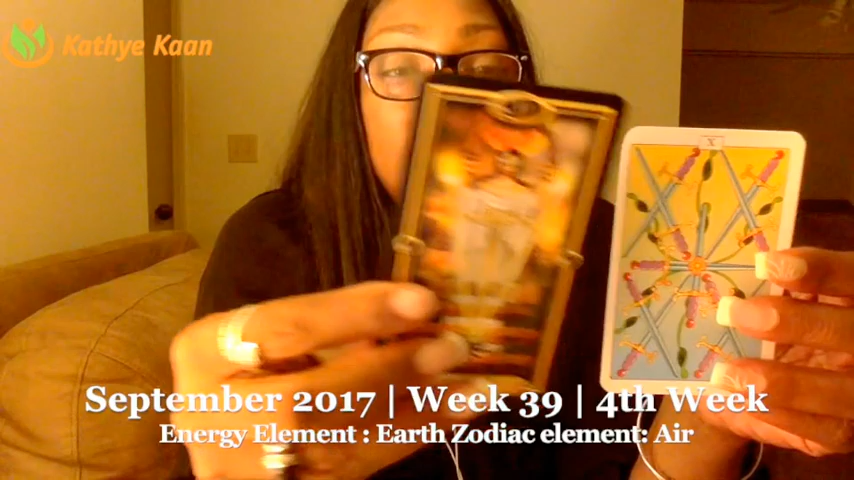 Kathye Kaan
X
September 2017 | Week 39 | 4th Week
Energy Element : Earth Zodiac element: Air